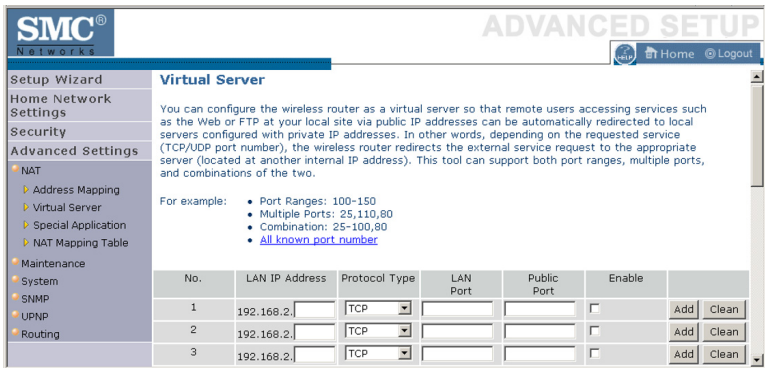 SMC®
Networks
ADVANCED SETUP
HELP Home Logout
Setup Wizard
Home Network
Settings
Security
Advanced Settings
NAT
Address Mapping
Virtual Server
Special Application
NAT Mapping Table
Maintenance
System
SNMP
UPNP
Routing
Virtual Server
You can configure the wireless router as a virtual server so that remote users accessing services such
as the Web or FTP at your local site via public IP addresses can be automatically redirected to local
servers configured with private IP addresses. In other words, depending on the requested service
(TCP/UDP port number), the wireless router redirects the external service request to the appropriate
server (located at another internal IP address). This tool can support both port ranges, multiple ports,
and combinations of the two.
For example:
• Port Ranges: 100-150
• Multiple Ports: 25,110,80
• Combination: 25-100,80
• All known port number
No. LAN IP Address Protocol Type LAN Port Public Port Enable
1 192.168.2. TCP Add Clean
2 192.168.2. TCP Add Clean
3 192.168.2. TCP Add Clean